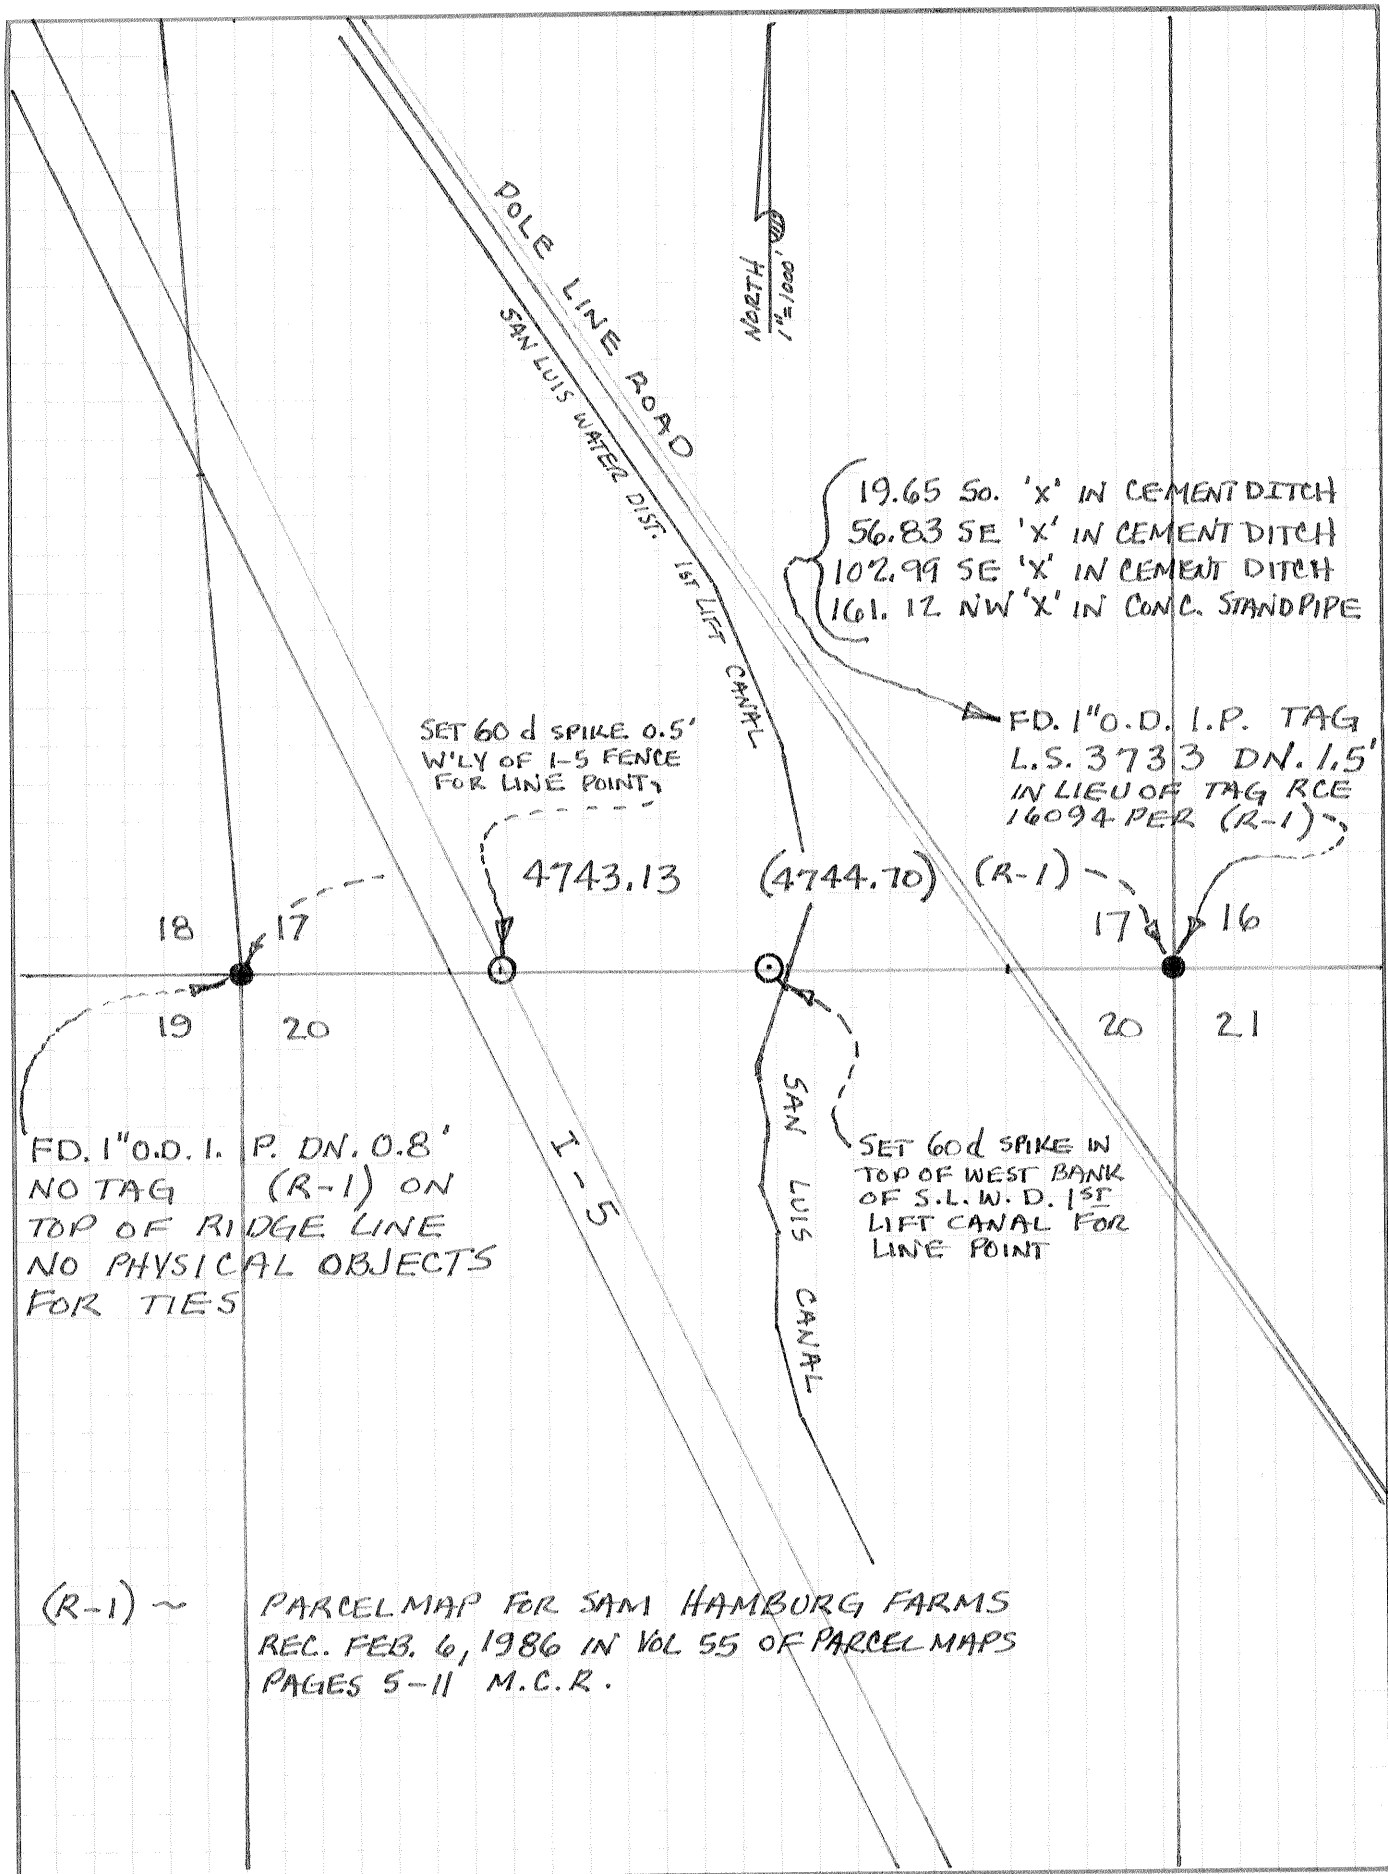 POLE LINE ROAD
SAN LUIS WATER DIST. 1ST LIFT CANAL
NORTH
1"=1000'
19.65 SO. 'X' IN CEMENT DITCH
56.83 SE 'X' IN CEMENT DITCH
102.99 SE 'X' IN CEMENT DITCH
161.12 NW 'X' IN CONC. STANDPIPE
FD. 1" O.D. I.P. TAG
L.S. 3733 DN. 1.5'
IN LIEU OF TAG RCE
16094 PER (R-1)
SET 60 d SPIKE 0.5'
W'LY OF I-5 FENCE
FOR LINE POINT
4743.13 (4744.70) (R-1)
18 17
17 16
19 20
20 21
FD. 1" O.D. I. P. DN. 0.8'
NO TAG (R-1) ON
TOP OF RIDGE LINE
NO PHYSICAL OBJECTS
FOR TIES
I-5
SAN LUIS CANAL
SET 60d SPIKE IN
TOP OF WEST BANK
OF S.L.W.D. 1ST
LIFT CANAL FOR
LINE POINT
(R-1) ~ PARCEL MAP FOR SAM HAMBURG FARMS
REC. FEB. 6, 1986 IN VOL 55 OF PARCEL MAPS
PAGES 5-11 M.C.R.